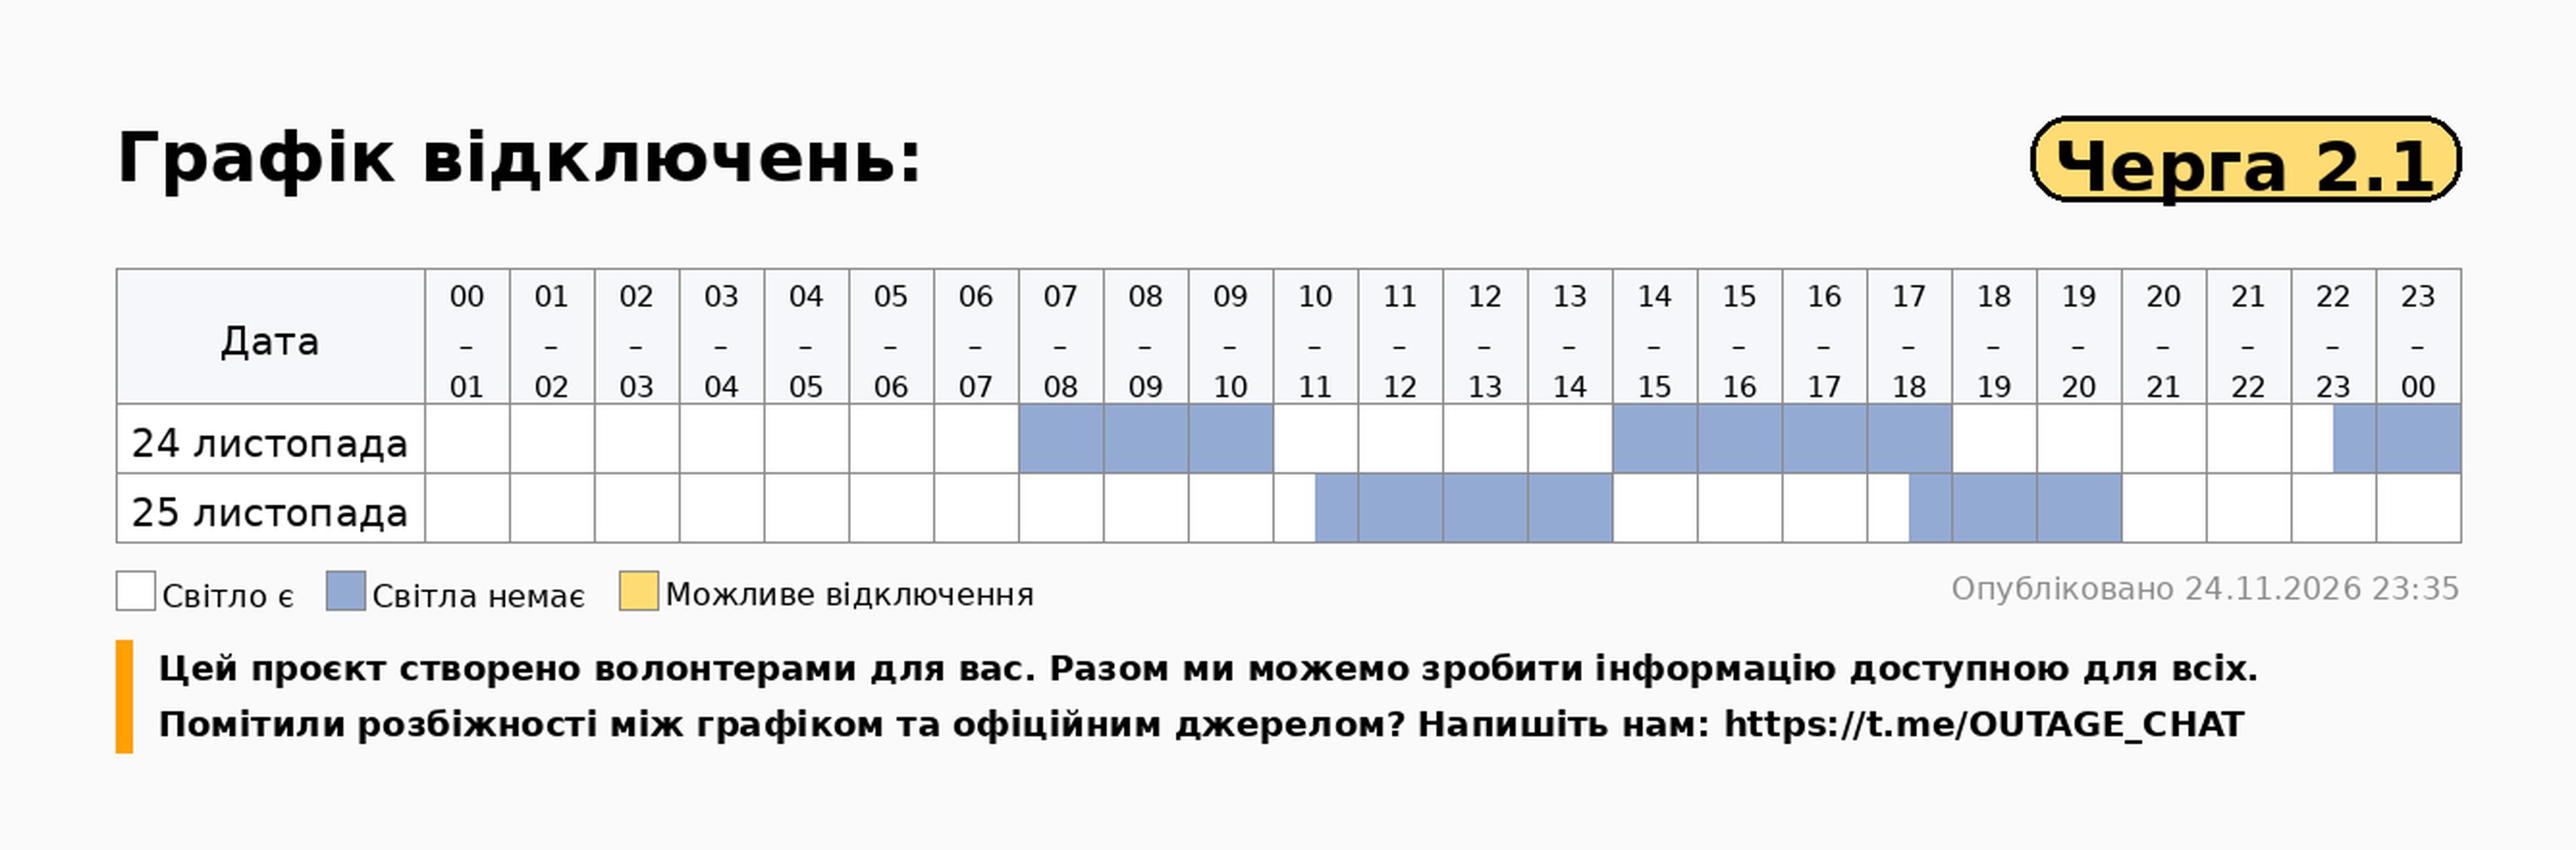 Графік відключень:
Черга 2.1
Дата
00 – 01
01 – 02
02 – 03
03 – 04
04 – 05
05 – 06
06 – 07
07 – 08
08 – 09
09 – 10
10 – 11
11 – 12
12 – 13
13 – 14
14 – 15
15 – 16
16 – 17
17 – 18
18 – 19
19 – 20
20 – 21
21 – 22
22 – 23
23 – 00
24 листопада
25 листопада
Світло є
Світла немає
Можливе відключення
Опубліковано 24.11.2026 23:35
Цей проєкт створено волонтерами для вас. Разом ми можемо зробити інформацію доступною для всіх.
Помітили розбіжності між графіком та офіційним джерелом? Напишіть нам: https://t.me/OUTAGE_CHAT